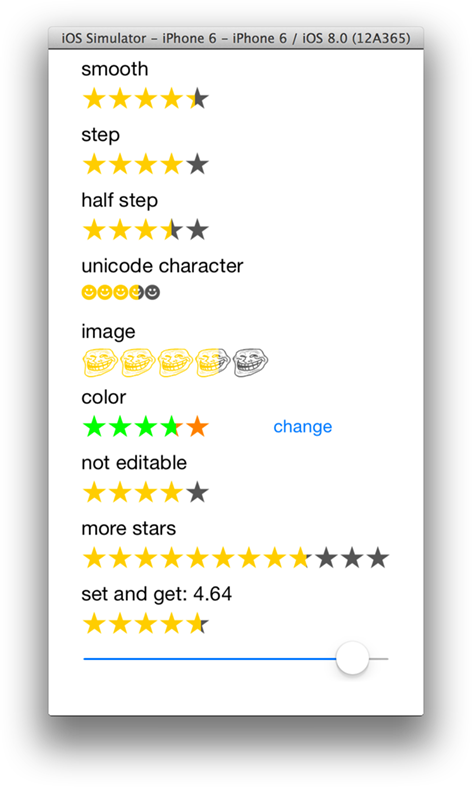 iOS Simulator – iPhone 6 – iPhone 6 / iOS 8.0 (12A365)
smooth
step
half step
unicode character
image
color
change
not editable
more stars
set and get: 4.64